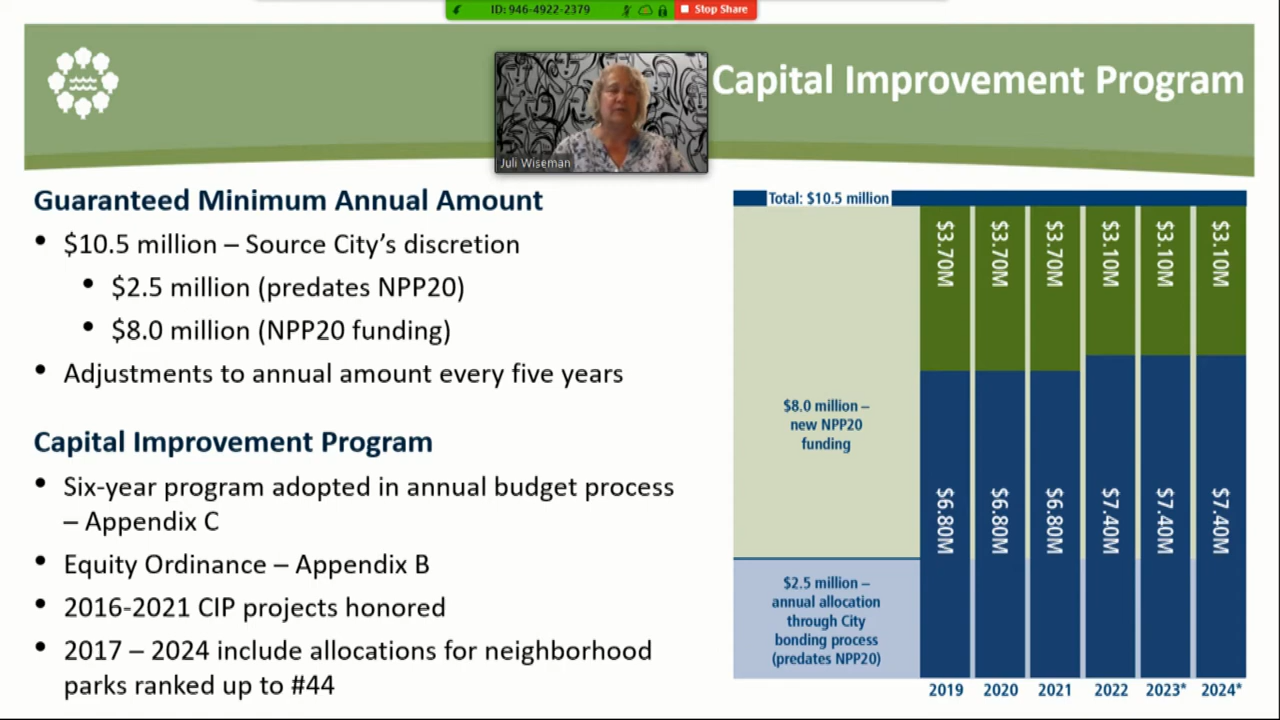 ID: 946-4922-2379
Stop Share
Capital Improvement Program
Juli Wiseman
Guaranteed Minimum Annual Amount
• $10.5 million – Source City's discretion
• $2.5 million (predates NPP20)
• $8.0 million (NPP20 funding)
• Adjustments to annual amount every five years
Capital Improvement Program
• Six-year program adopted in annual budget process
– Appendix C
• Equity Ordinance – Appendix B
• 2016-2021 CIP projects honored
• 2017 – 2024 include allocations for neighborhood
parks ranked up to #44
Total: $10.5 million
$3.70M
$3.70M
$3.70M
$3.10M
$3.10M
$3.10M
$8.0 million –
new NPP20
funding
$6.80M
$6.80M
$6.80M
$7.40M
$7.40M
$7.40M
$2.5 million –
annual allocation
through City
bonding process
(predates NPP20)
2019
2020
2021
2022
2023*
2024*